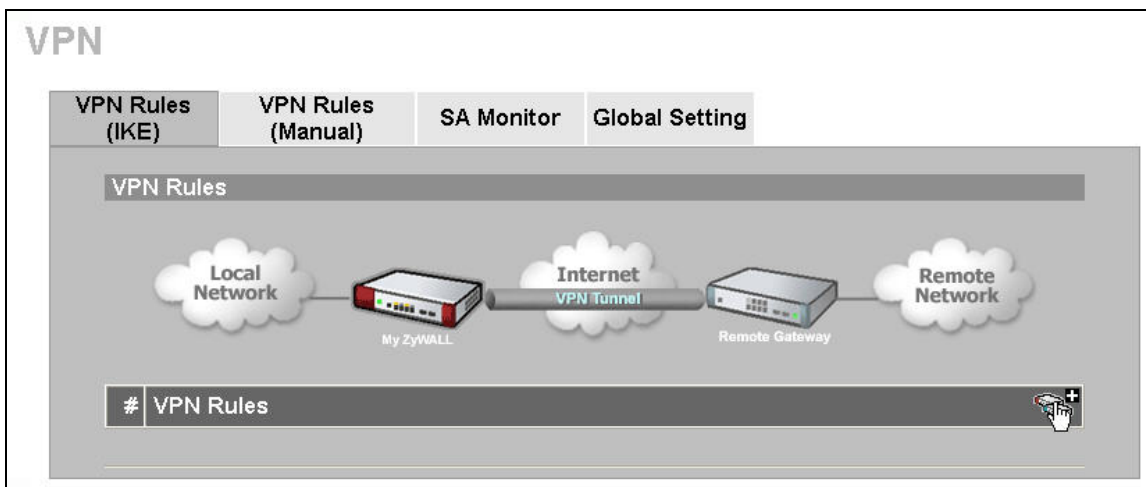 VPN
VPN Rules
(IKE)
VPN Rules
(Manual)
SA Monitor
Global Setting
VPN Rules
Local
Network
My ZyWALL
Internet
VPN Tunnel
Remote Gateway
Remote
Network
# VPN Rules